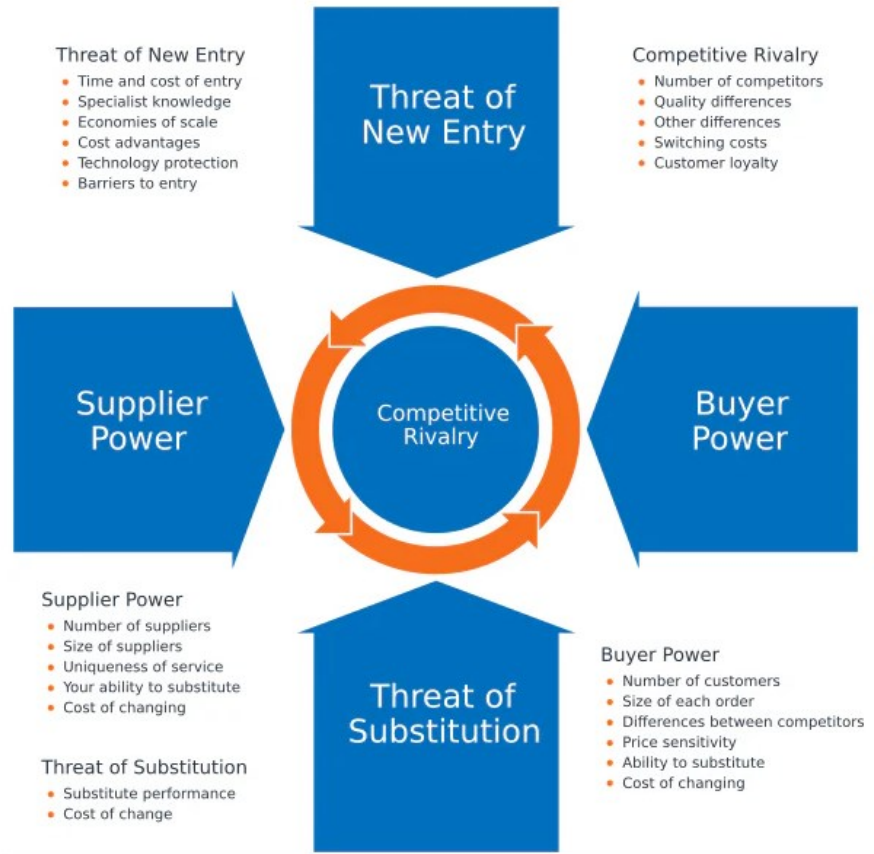 Threat of New Entry
Time and cost of entry
Specialist knowledge
Economies of scale
Cost advantages
Technology protection
Barriers to entry
Threat of
New Entry
Competitive Rivalry
Number of competitors
Quality differences
Other differences
Switching costs
Customer loyalty
Supplier
Power
Competitive
Rivalry
Buyer
Power
Supplier Power
Number of suppliers
Size of suppliers
Uniqueness of service
Your ability to substitute
Cost of changing
Threat of Substitution
Substitute performance
Cost of change
Threat of
Substitution
Buyer Power
Number of customers
Size of each order
Differences between competitors
Price sensitivity
Ability to substitute
Cost of changing